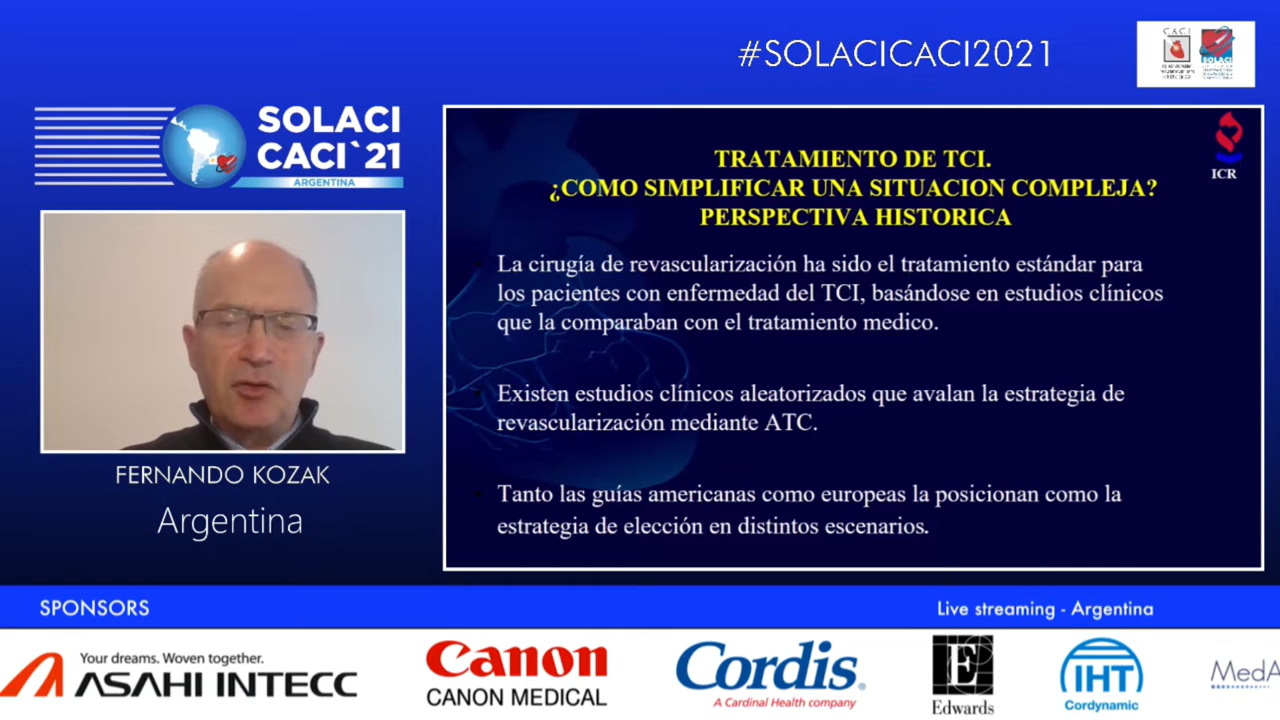 #SOLACICACI2021
CACI
SOLACI
SOLACI
CACI`21
ARGENTINA
ICR
TRATAMIENTO DE TCI.
¿COMO SIMPLIFICAR UNA SITUACION COMPLEJA?
PERSPECTIVA HISTORICA
La cirugía de revascularización ha sido el tratamiento estándar para
los pacientes con enfermedad del TCI, basándose en estudios clínicos
que la comparaban con el tratamiento medico.
Existen estudios clínicos aleatorizados que avalan la estrategia de
revascularización mediante ATC.
Tanto las guías americanas como europeas la posicionan como la
estrategia de elección en distintos escenarios.
FERNANDO KOZAK
Argentina
SPONSORS
Live streaming - Argentina
Your dreams. Woven together.
ASAHI INTECC
Canon
CANON MEDICAL
Cordis®
A Cardinal Health company
E
Edwards
IHT
Cordynamic
MedA